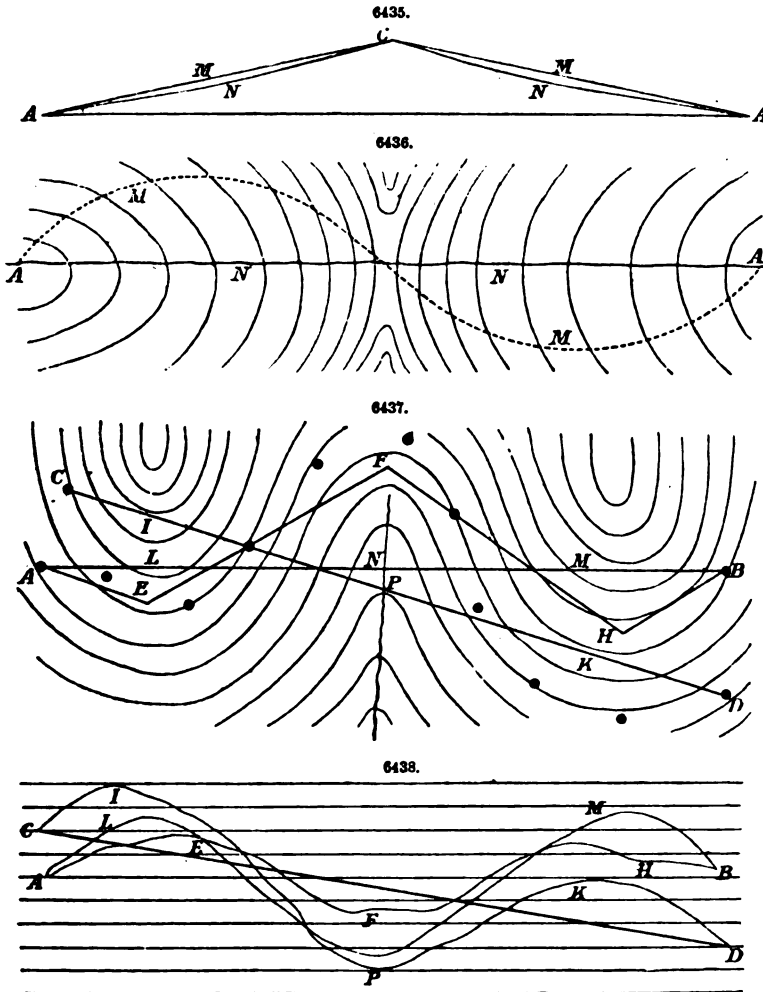 6435.
C
M M
N N
A A
6436.
M
A N N A
M
6437.
C F
I
L N M
A E P B
H
K
D
6438.
I M
C L
E
A H B
K
F
D
P